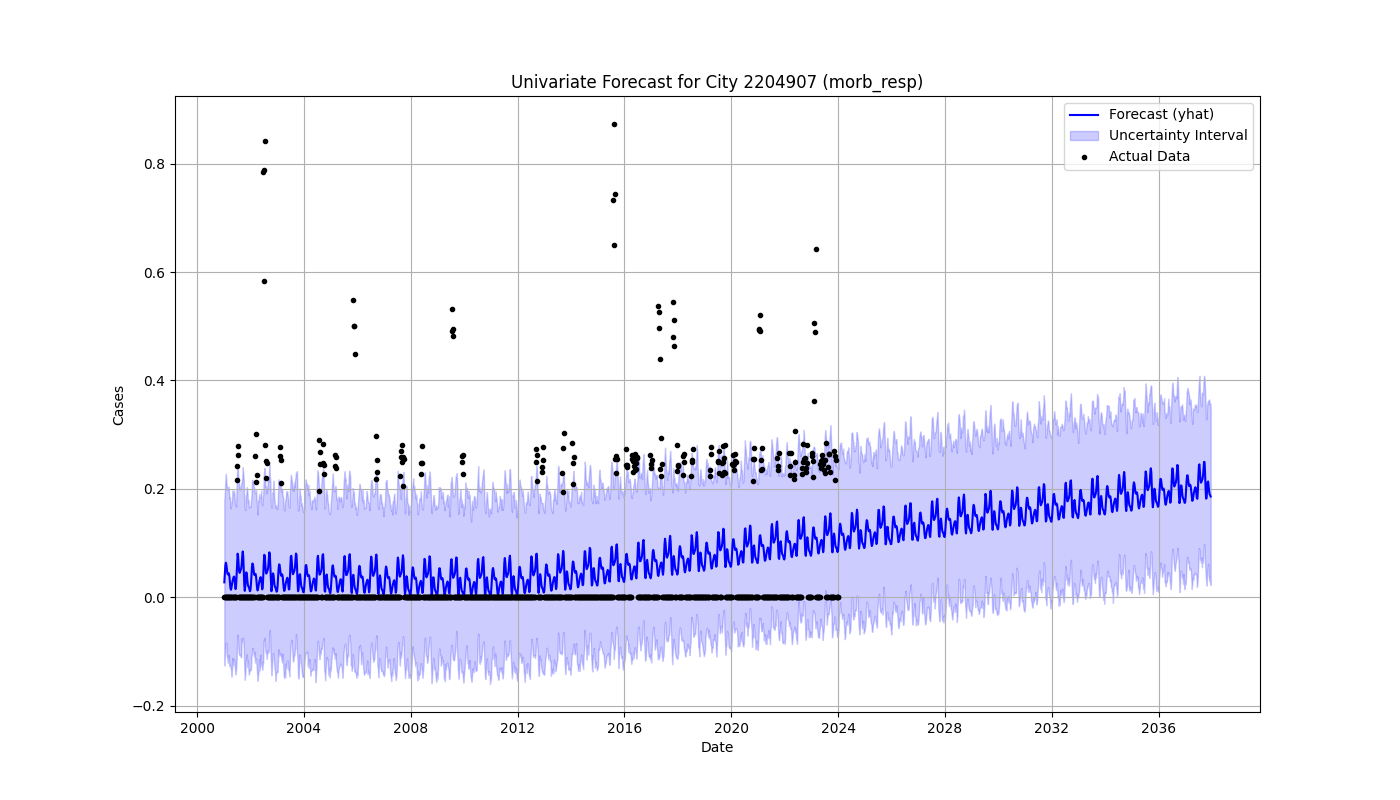 Univariate Forecast for City 2204907 (morb_resp)
Forecast (yhat)
Uncertainty Interval
Actual Data
Cases
0.8
0.6
0.4
0.2
0.0
−0.2
2000 2004 2008 2012 2016 2020 2024 2028 2032 2036
Date